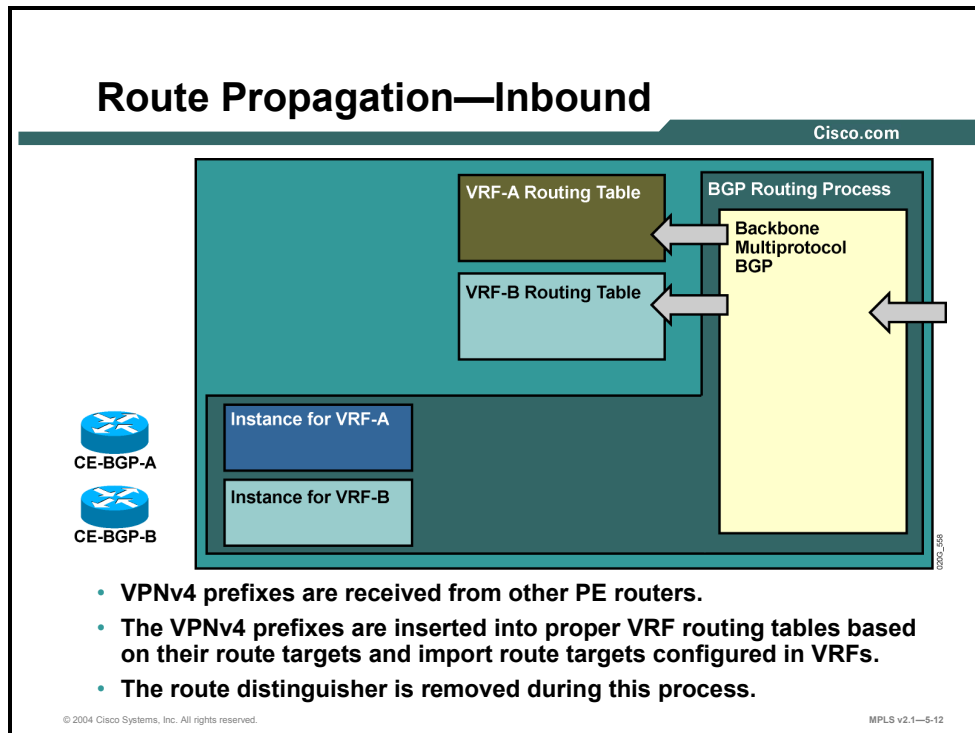 Route Propagation—Inbound
Cisco.com
VRF-A Routing Table
BGP Routing Process
Backbone
Multiprotocol
BGP
VRF-B Routing Table
Instance for VRF-A
CE-BGP-A
Instance for VRF-B
CE-BGP-B
020G_558
• VPNv4 prefixes are received from other PE routers.
• The VPNv4 prefixes are inserted into proper VRF routing tables based
on their route targets and import route targets configured in VRFs.
• The route distinguisher is removed during this process.
© 2004 Cisco Systems, Inc. All rights reserved.
MPLS v2.1—5-12